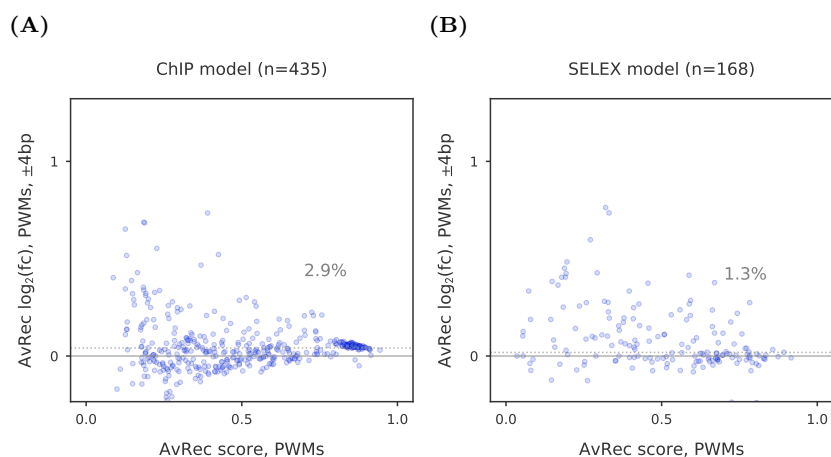 (A)
(B)
ChIP model (n=435)
SELEX model (n=168)
AvRec log₂(fc), PWMs, ±4bp
1
0
2.9%
0.0
0.5
1.0
AvRec score, PWMs
AvRec log₂(fc), PWMs, ±4bp
1
0
1.3%
0.0
0.5
1.0
AvRec score, PWMs